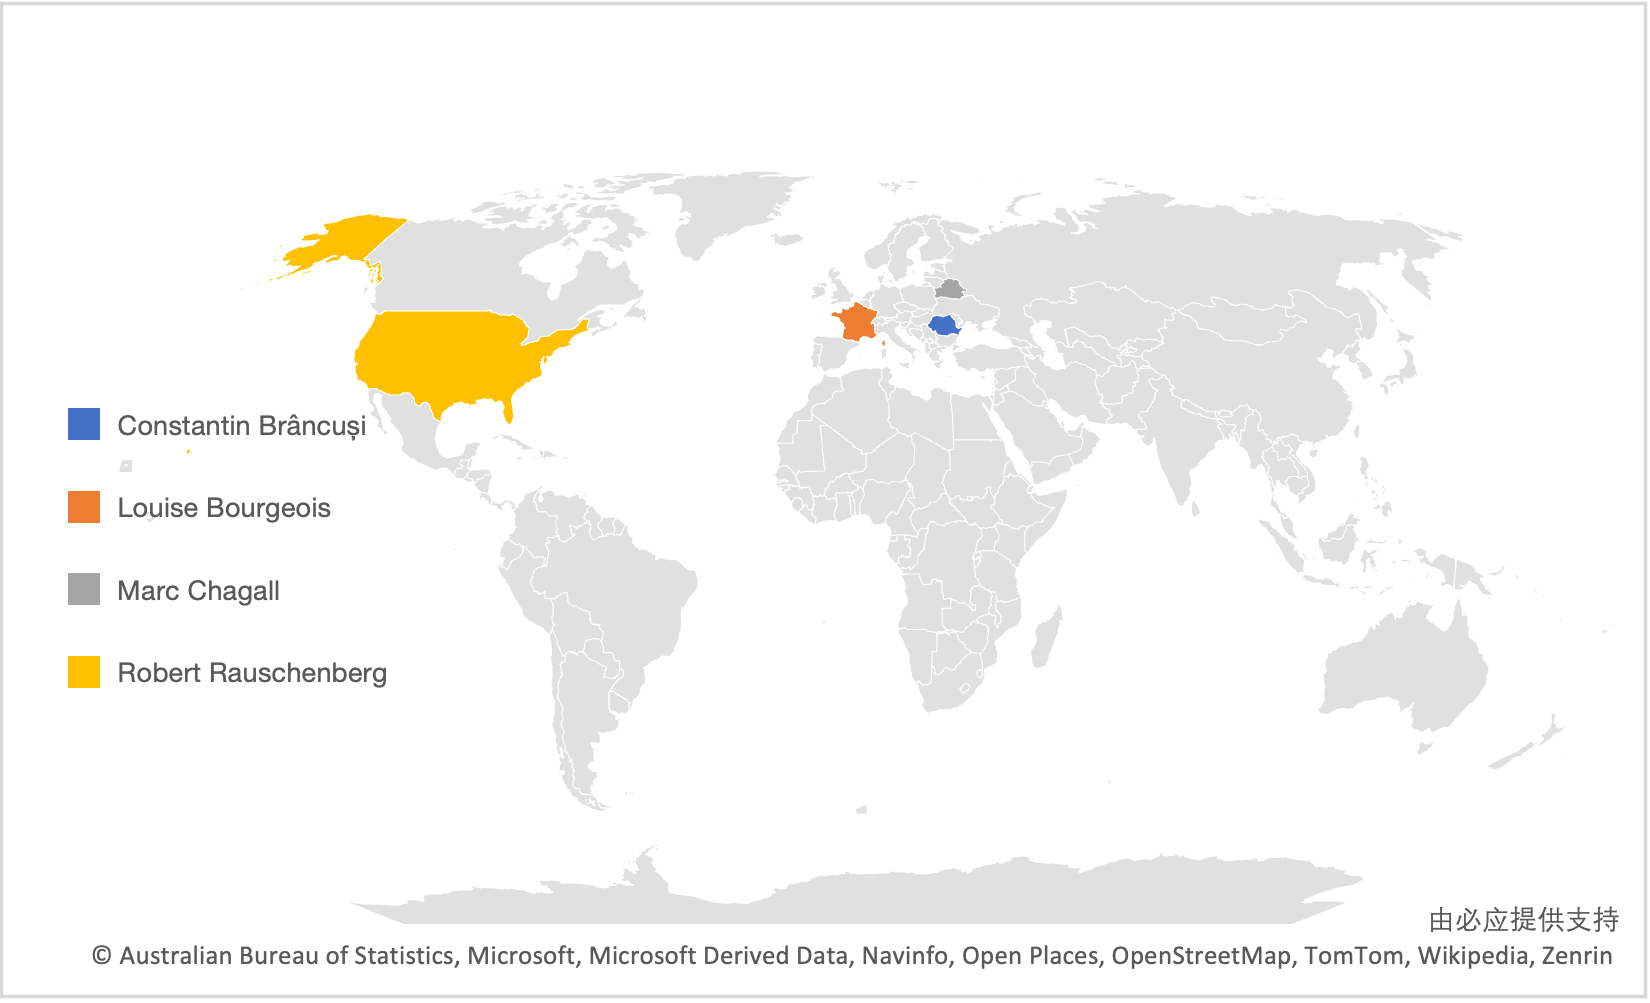 Constantin Brâncuși
Louise Bourgeois
Marc Chagall
Robert Rauschenberg
由必应提供支持
© Australian Bureau of Statistics, Microsoft, Microsoft Derived Data, Navinfo, Open Places, OpenStreetMap, TomTom, Wikipedia, Zenrin